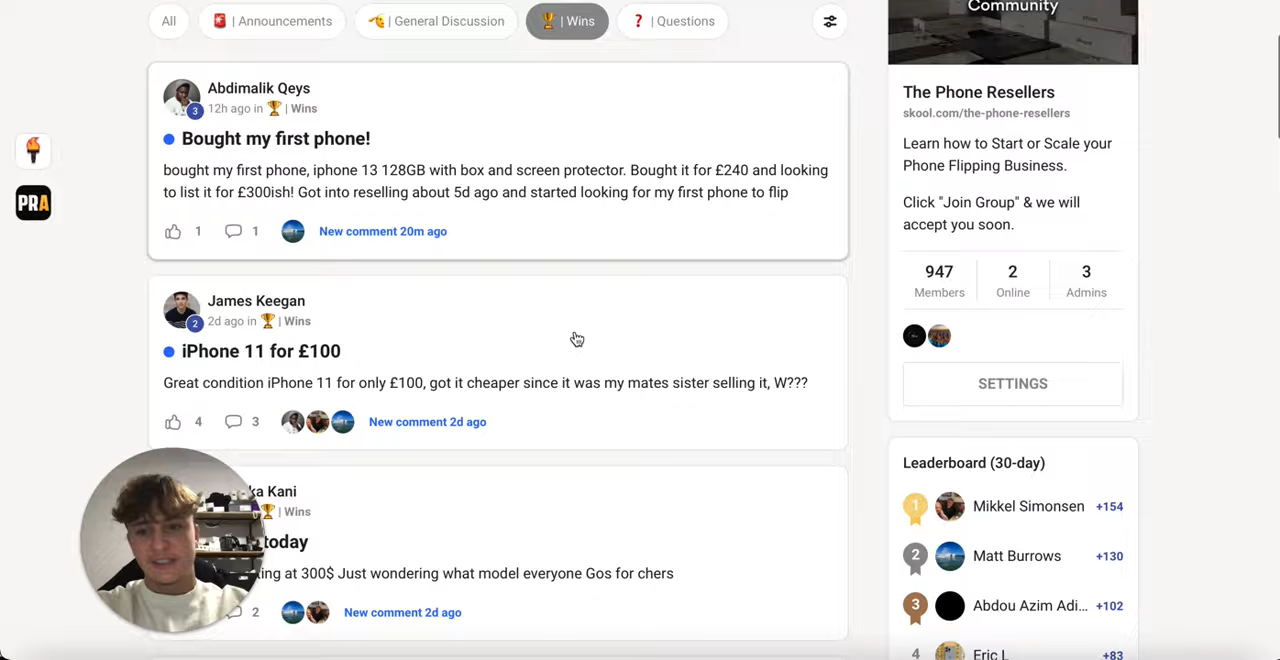 All
| Announcements
| General Discussion
| Wins
| Questions
Community
Abdimalik Qeys
3
12h ago in 🏆 | Wins
Bought my first phone!
bought my first phone, iphone 13 128GB with box and screen protector. Bought it for £240 and looking
to list it for £300ish! Got into reselling about 5d ago and started looking for my first phone to flip
1
1
New comment 20m ago
James Keegan
2
2d ago in 🏆 | Wins
iPhone 11 for £100
Great condition iPhone 11 for only £100, got it cheaper since it was my mates sister selling it, W???
4
3
New comment 2d ago
Kani
| Wins
today
at 300$ Just wondering what model everyone Gos for chers
2
New comment 2d ago
PRA
The Phone Resellers
skool.com/the-phone-resellers
Learn how to Start or Scale your
Phone Flipping Business.
Click "Join Group" & we will
accept you soon.
947
2
3
Members
Online
Admins
SETTINGS
Leaderboard (30-day)
1
Mikkel Simonsen
+154
2
Matt Burrows
+130
3
Abdou Azim Adi...
+102
4
Eric L
+83